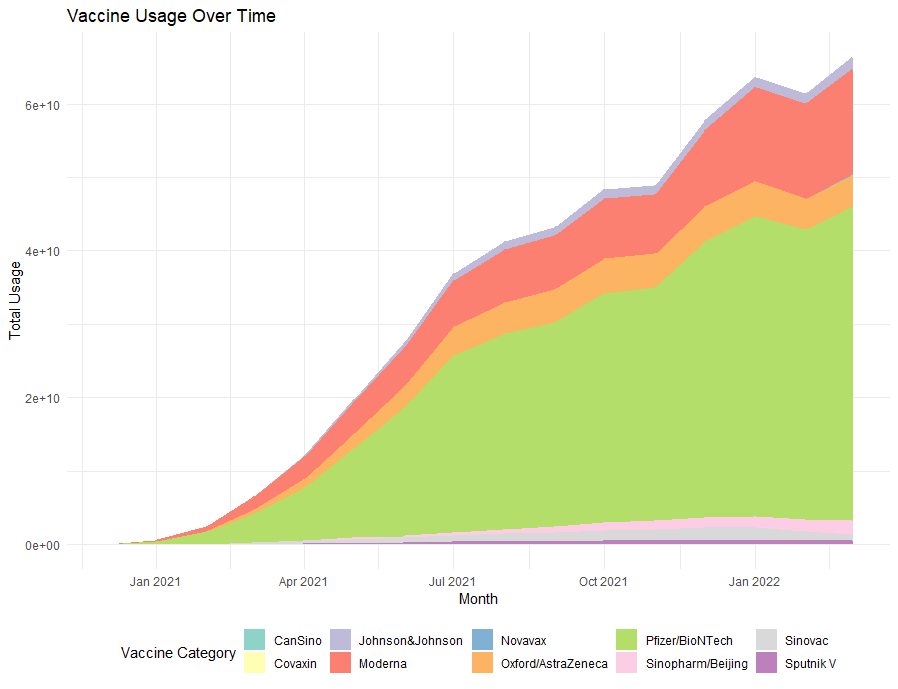 Vaccine Usage Over Time
Total Usage
6e+10
4e+10
2e+10
0e+00
Jan 2021 Apr 2021 Jul 2021 Oct 2021 Jan 2022
Month
Vaccine Category
CanSino Johnson&Johnson Novavax Pfizer/BioNTech Sinovac
Covaxin Moderna Oxford/AstraZeneca Sinopharm/Beijing Sputnik V